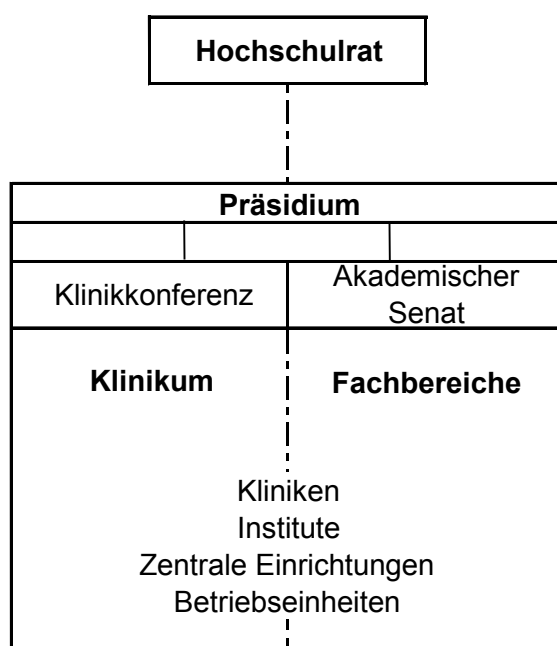 Hochschulrat
Präsidium
Klinikkonferenz
Akademischer
Senat
Klinikum
Fachbereiche
Kliniken
Institute
Zentrale Einrichtungen
Betriebseinheiten